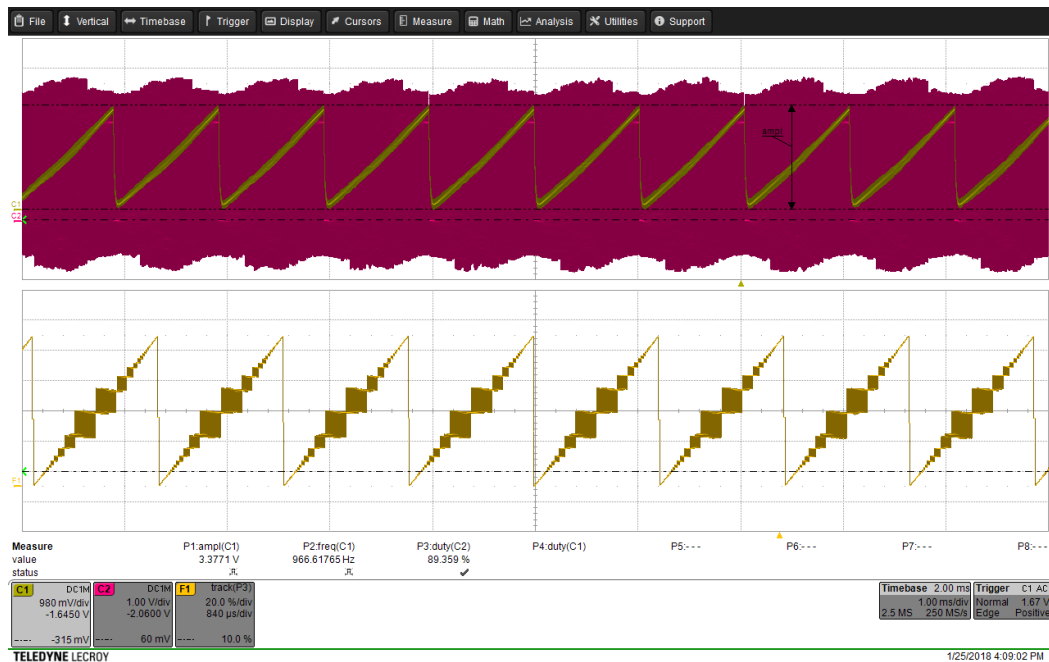 File Vertical Timebase Trigger Display Cursors Measure Math Analysis Utilities Support
ampl
C1
C2
F1
Measure P1:ampl(C1) P2:freq(C1) P3:duty(C2) P4:duty(C1) P5:- - - P6:- - - P7:- - - P8:- - -
value 3.3771 V 966.61765 Hz 89.359 %
status
C1 DC1M C2 DC1M F1 track(P3) Timebase 2.00 ms Trigger C1 AC
980 mV/div 1.00 V/div 20.0 %/div 1.00 ms/div Normal 1.67 V
-1.6450 V -2.0600 V 840 µs/div 2.5 MS 250 MS/s Edge Positive
-315 mV 60 mV 10.0 %
TELEDYNE LECROY 1/25/2018 4:09:02 PM